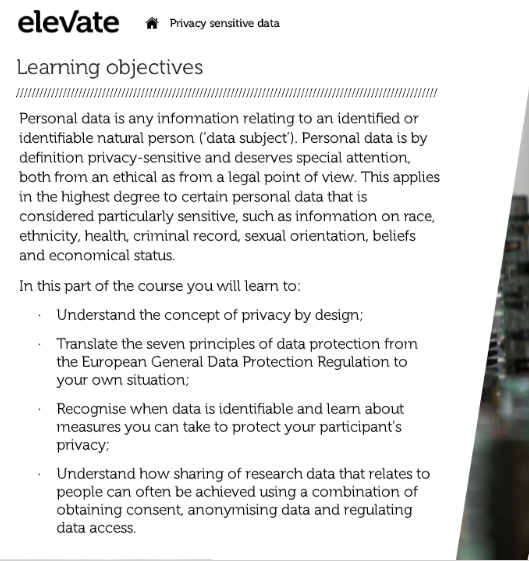 elevate
Privacy sensitive data
Learning objectives
Personal data is any information relating to an identified or
identifiable natural person (‘data subject’). Personal data is by
definition privacy-sensitive and deserves special attention,
both from an ethical as from a legal point of view. This applies
in the highest degree to certain personal data that is
considered particularly sensitive, such as information on race,
ethnicity, health, criminal record, sexual orientation, beliefs
and economical status.
In this part of the course you will learn to:
· Understand the concept of privacy by design;
· Translate the seven principles of data protection from
the European General Data Protection Regulation to
your own situation;
· Recognise when data is identifiable and learn about
measures you can take to protect your participant’s
privacy;
· Understand how sharing of research data that relates to
people can often be achieved using a combination of
obtaining consent, anonymising data and regulating
data access.